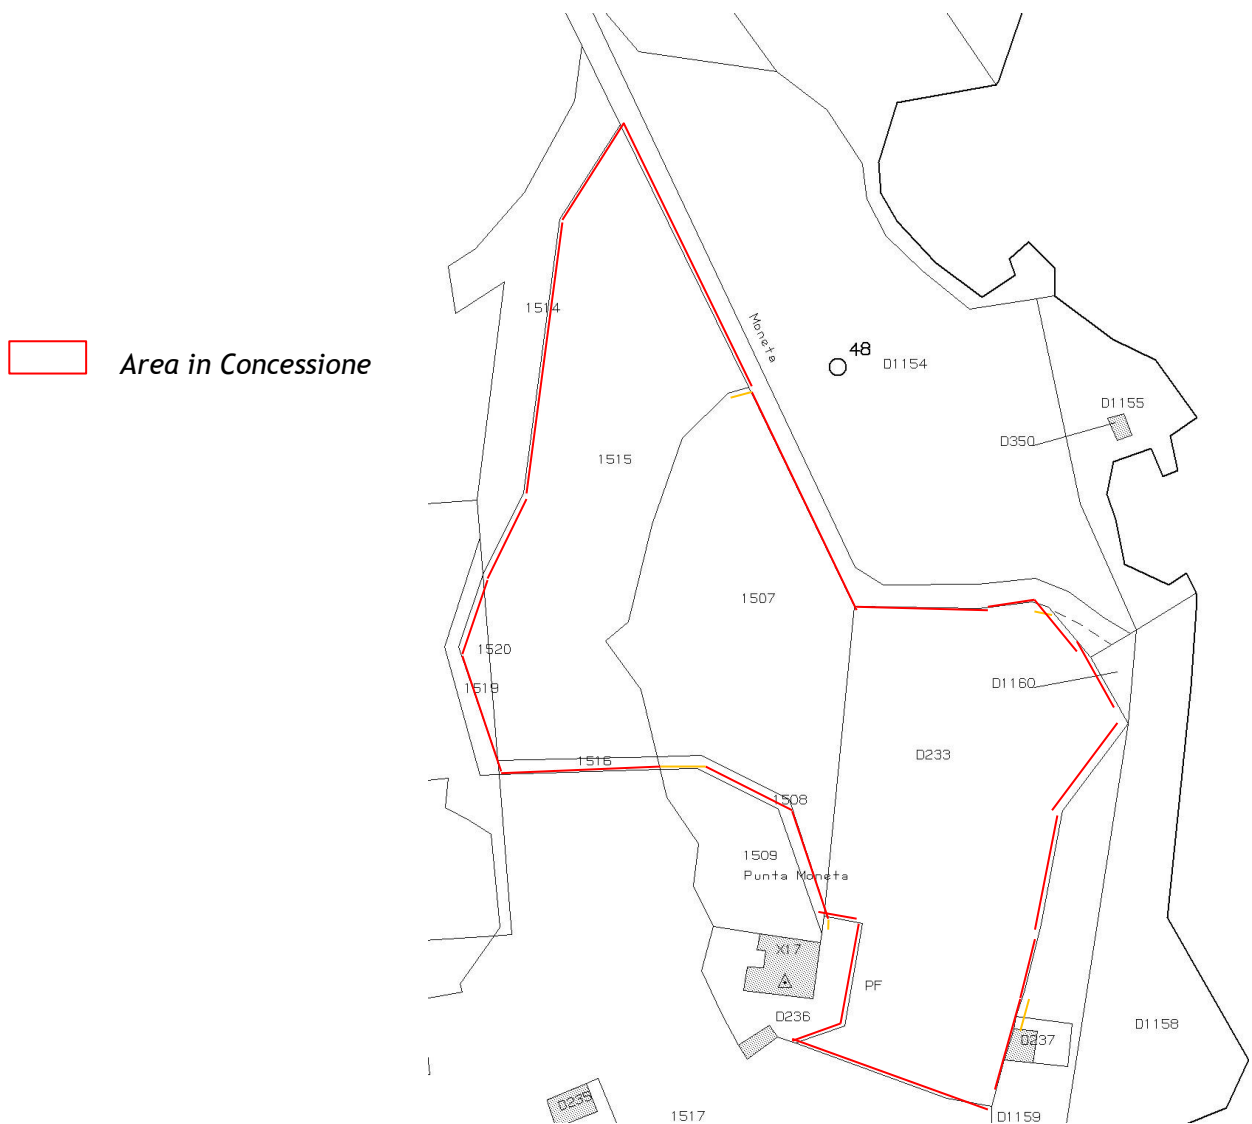 1514
Moneta
48
D1154
Area in Concessione
D1155
D350
1515
1507
1520
D1160
1519
D233
1516
1508
1509
Punta Moneta
X17
PF
D236
D1158
D237
D235
1517
D1159